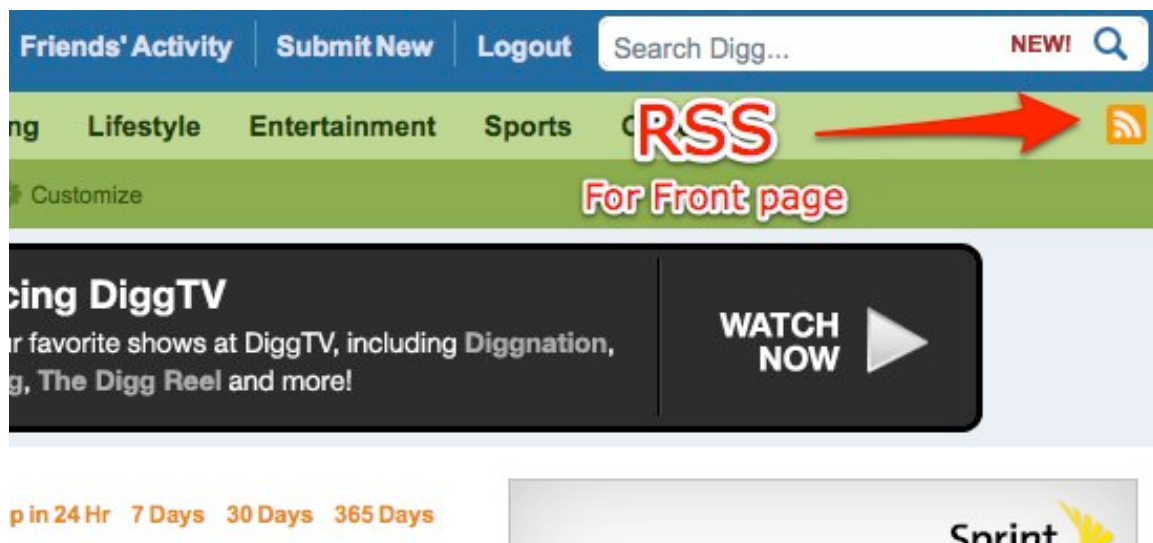 Friends' Activity Submit New Logout Search Digg... NEW!
ng Lifestyle Entertainment Sports RSS
Customize For Front page
cing DiggTV
ur favorite shows at DiggTV, including Diggnation,
g, The Digg Reel and more!
WATCH
NOW
p in 24 Hr 7 Days 30 Days 365 Days
Sprint